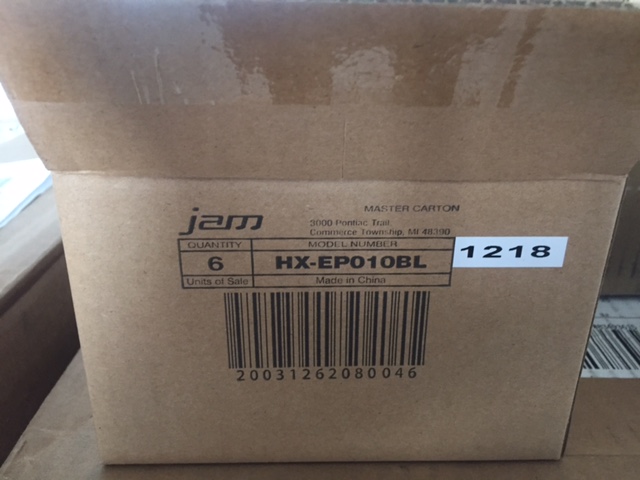 MASTER CARTON
jam
3000 Pontiac Trail
Commerce Township, MI 48390
QUANTITY
MODEL NUMBER
6
HX-EP010BL
1218
Units of Sale
Made in China
20031262080046